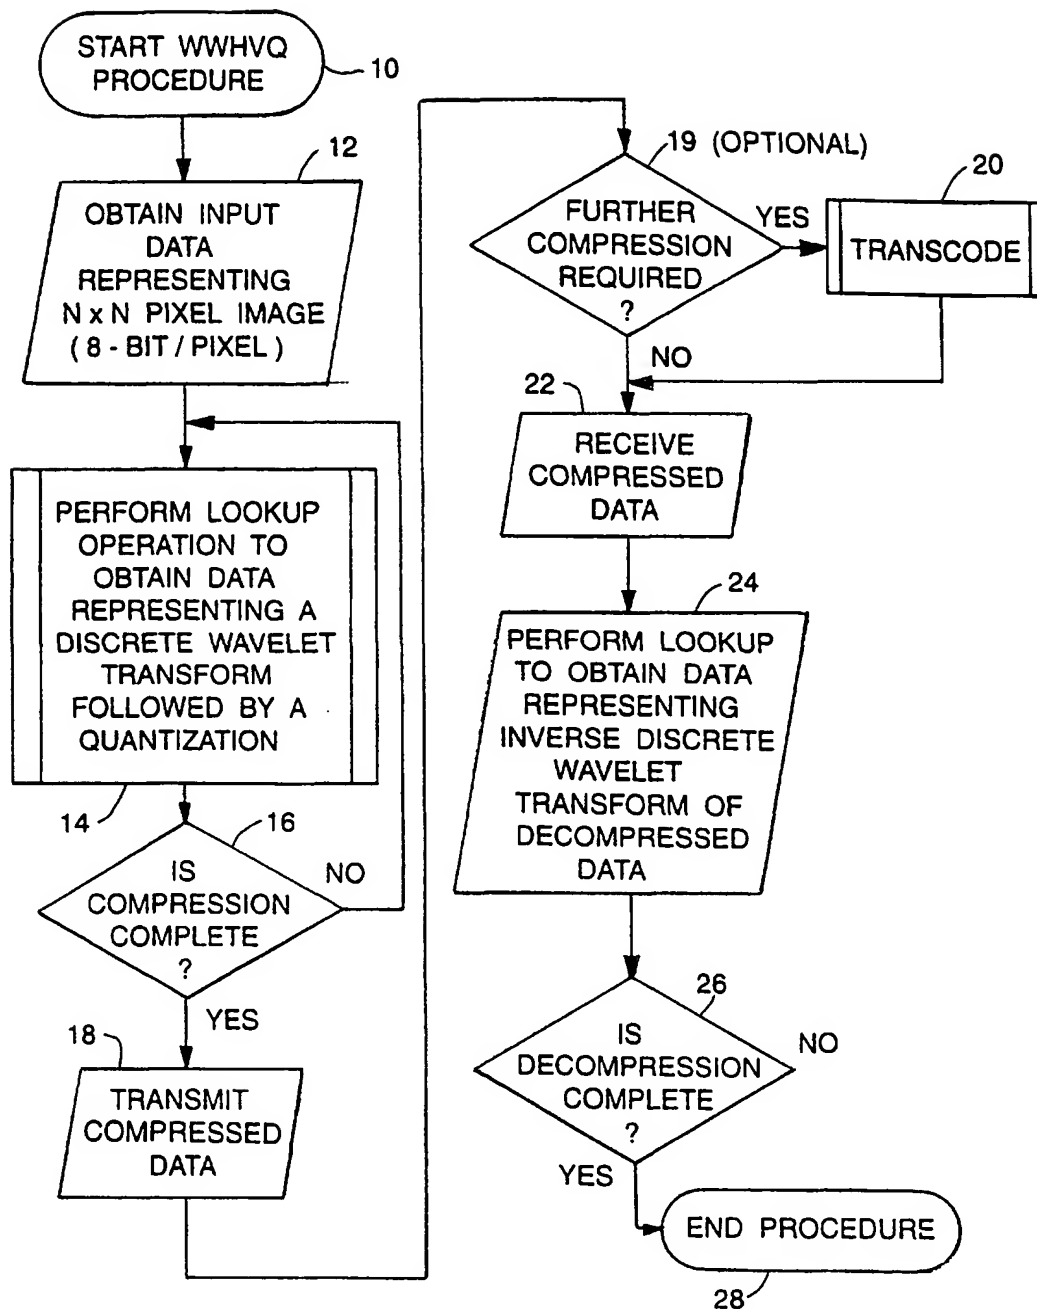 START WWHVQ
PROCEDURE
10
12
OBTAIN INPUT
DATA
REPRESENTING
N x N PIXEL IMAGE
( 8 - BIT / PIXEL )
PERFORM LOOKUP
OPERATION TO
OBTAIN DATA
REPRESENTING A
DISCRETE WAVELET
TRANSFORM
FOLLOWED BY A
QUANTIZATION
14
16
IS
COMPRESSION
COMPLETE
?
NO
YES
18
TRANSMIT
COMPRESSED
DATA
19 (OPTIONAL)
FURTHER
COMPRESSION
REQUIRED
?
YES
20
TRANSCODE
NO
22
RECEIVE
COMPRESSED
DATA
24
PERFORM LOOKUP
TO OBTAIN DATA
REPRESENTING
INVERSE DISCRETE
WAVELET
TRANSFORM OF
DECOMPRESSED
DATA
26
IS
DECOMPRESSION
COMPLETE
?
NO
YES
END PROCEDURE
28